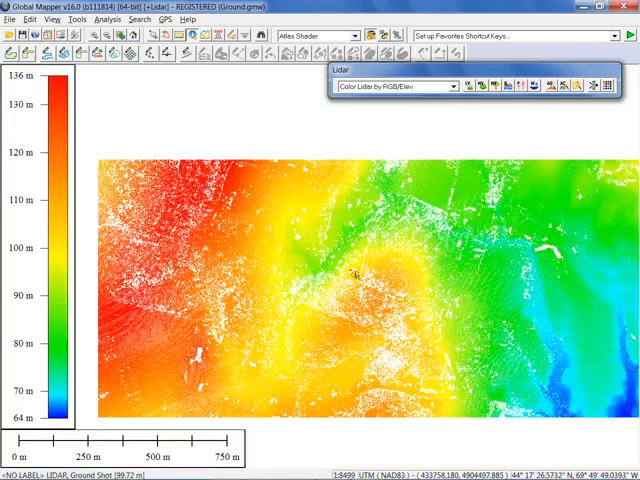 Global Mapper v16.0 (b111814) [64-bit] [+Lidar] - REGISTERED (Ground.gmw)
File Edit View Tools Analysis Search GPS Help
Atlas Shader
Set up Favorites Shortcut Keys...
Lidar
Color Lidar by RGB/Elev
136 m
130 m
120 m
110 m
100 m
90 m
80 m
70 m
64 m
0 m 250 m 500 m 750 m
<NO LABEL> LIDAR, Ground Shot [99.72 m]
1:8499 UTM ( NAD83 ) - ( 433758.180, 4904497.885 ) 44° 17' 26.5732" N, 69° 49' 49.0393" W